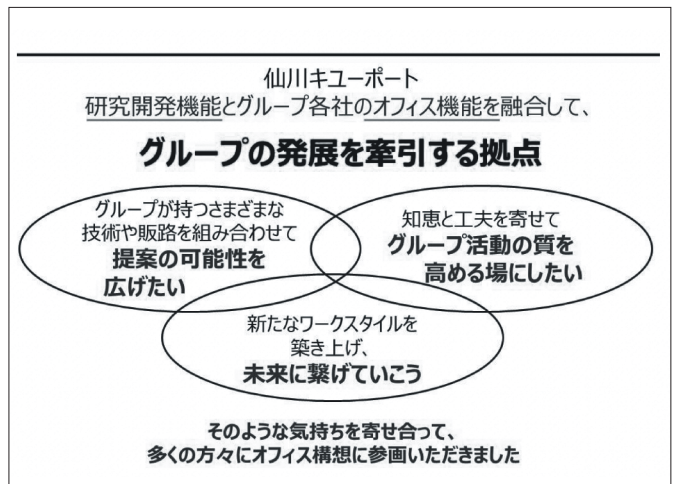 仙川キユーポート
研究開発機能とグループ各社のオフィス機能を融合して、
グループの発展を牽引する拠点
グループが持つさまざまな
技術や販路を組み合わせて
提案の可能性を
広げたい
知恵と工夫を寄せて
グループ活動の質を
高める場にしたい
新たなワークスタイルを
築き上げ、
未来に繋げていこう
そのような気持ちを寄せ合って、
多くの方々にオフィス構想に参画いただきました